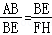 AB/BE = BE/FH